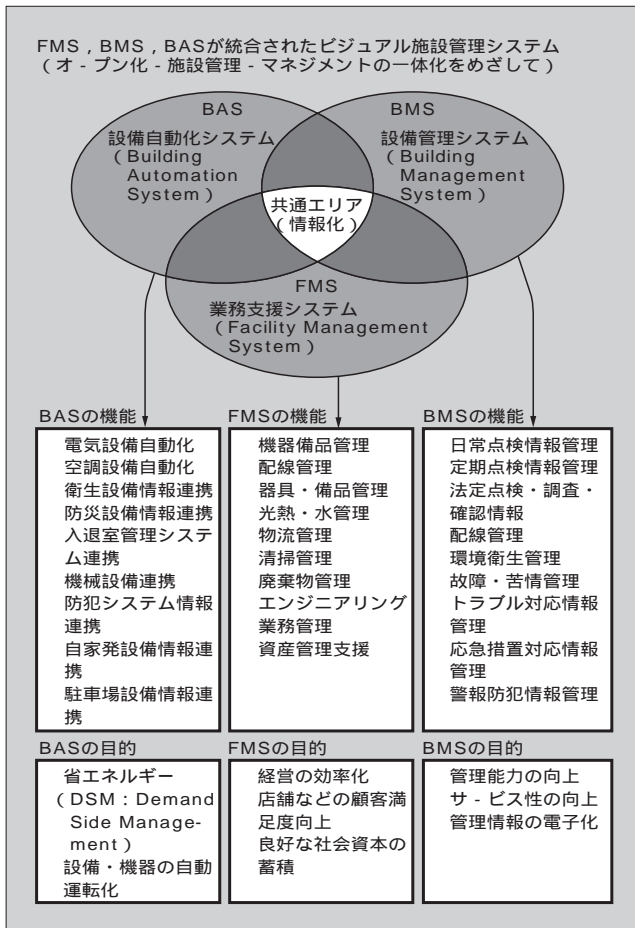 FMS，BMS，BASが統合されたビジュアル施設管理システム
（オ‐プン化‐施設管理‐マネジメントの一体化をめざして）
BAS
設備自動化システム
（Building
Automation
System）
BMS
設備管理システム
（Building
Management
System）
共通エリア
（情報化）
FMS
業務支援システム
（Facility Management
System）
BASの機能
電気設備自動化
空調設備自動化
衛生設備情報連携
防災設備情報連携
入退室管理システ
ム連携
機械設備連携
防犯システム情報
連携
自家発設備情報連
携
駐車場設備情報連
携
FMSの機能
機器備品管理
配線管理
器具・備品管理
光熱・水管理
物流管理
清掃管理
廃棄物管理
エンジニアリング
業務管理
資産管理支援
BMSの機能
日常点検情報管理
定期点検情報管理
法定点検・調査・
確認情報
配線管理
環境衛生管理
故障・苦情管理
トラブル対応情報
管理
応急措置対応情報
管理
警報防犯情報管理
BASの目的
省エネルギー
（DSM：Demand
Side Manage-
ment）
設備・機器の自動
運転化
FMSの目的
経営の効率化
店舗などの顧客満
足度向上
良好な社会資本の
蓄積
BMSの目的
管理能力の向上
サ‐ビス性の向上
管理情報の電子化